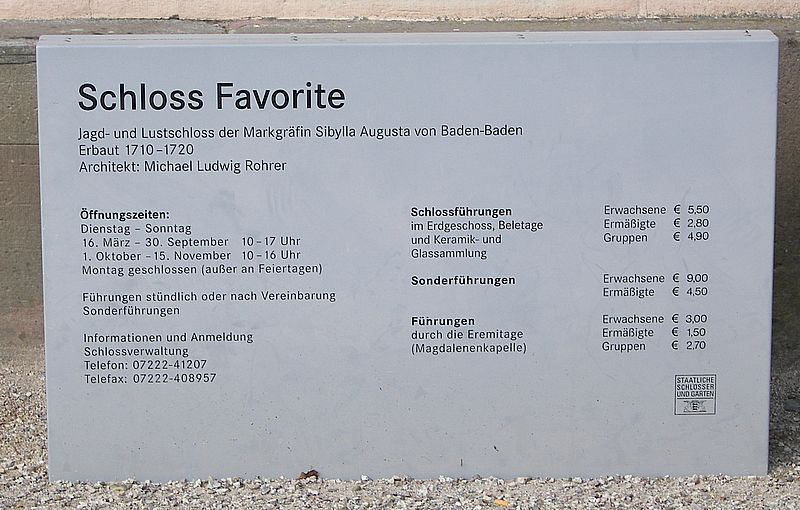 Schloss Favorite
Jagd- und Lustschloss der Markgräfin Sibylla Augusta von Baden-Baden
Erbaut 1710–1720
Architekt: Michael Ludwig Rohrer
Öffnungszeiten:
Dienstag – Sonntag
16. März – 30. September 10–17 Uhr
1. Oktober –15. November 10–16 Uhr
Montag geschlossen (außer an Feiertagen)
Führungen stündlich oder nach Vereinbarung
Sonderführungen
Informationen und Anmeldung
Schlossverwaltung
Telefon: 07222-41207
Telefax: 07222-408957
Schlossführungen Erwachsene € 5,50
im Erdgeschoss, Beletage Ermäßigte € 2,80
und Keramik- und Gruppen € 4,90
Glassammlung
Sonderführungen Erwachsene € 9,00
Ermäßigte € 4,50
Führungen Erwachsene € 3,00
durch die Eremitage Ermäßigte € 1,50
(Magdalenenkapelle) Gruppen € 2,70
STAATLICHE
SCHLÖSSER
UND GÄRTEN